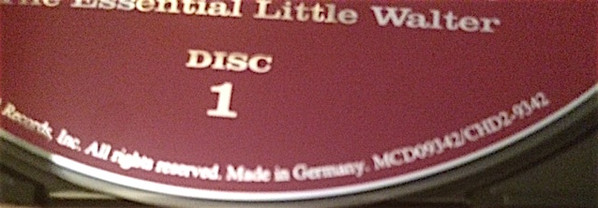 The Essential Little Walter
DISC
1
Records, Inc. All rights reserved. Made in Germany. MCD09342/CHD2-9342